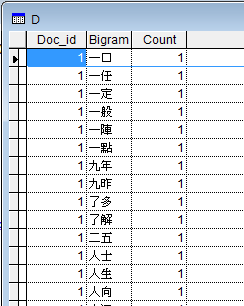 D
Doc_id Bigram Count
1 一口 1
1 一任 1
1 一定 1
1 一般 1
1 一陣 1
1 一點 1
1 九年 1
1 九昨 1
1 了多 1
1 了解 1
1 二五 1
1 人士 1
1 人生 1
1 人向 1